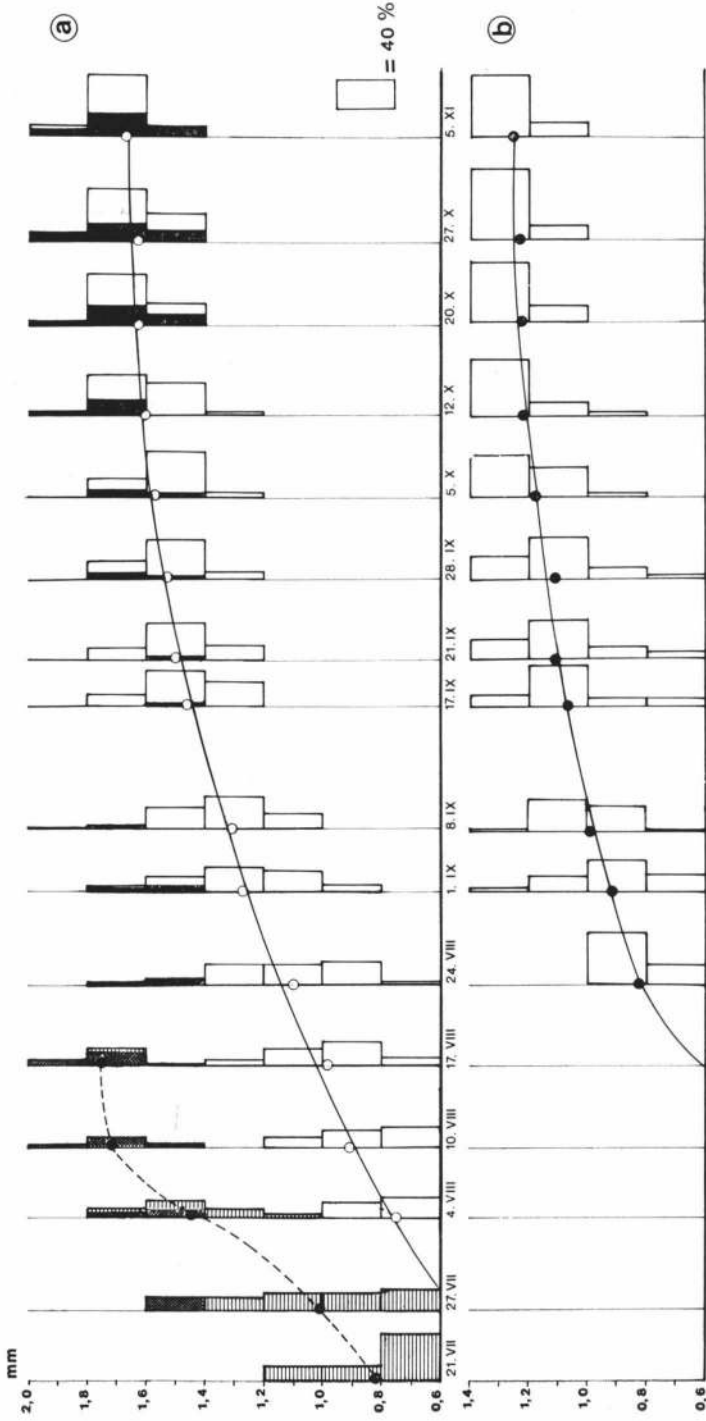 mm
2,0
1,8
1,6
1,4
1,2
1,0
0,8
0,6
a
= 40 %
21. VII
27. VII
4. VIII
10. VIII
17. VIII
24. VIII
1. IX
8. IX
17. IX
21. IX
28. IX
5. X
12. X
20. X
27. X
5. XI
b
1,4
1,2
1,0
0,8
0,6